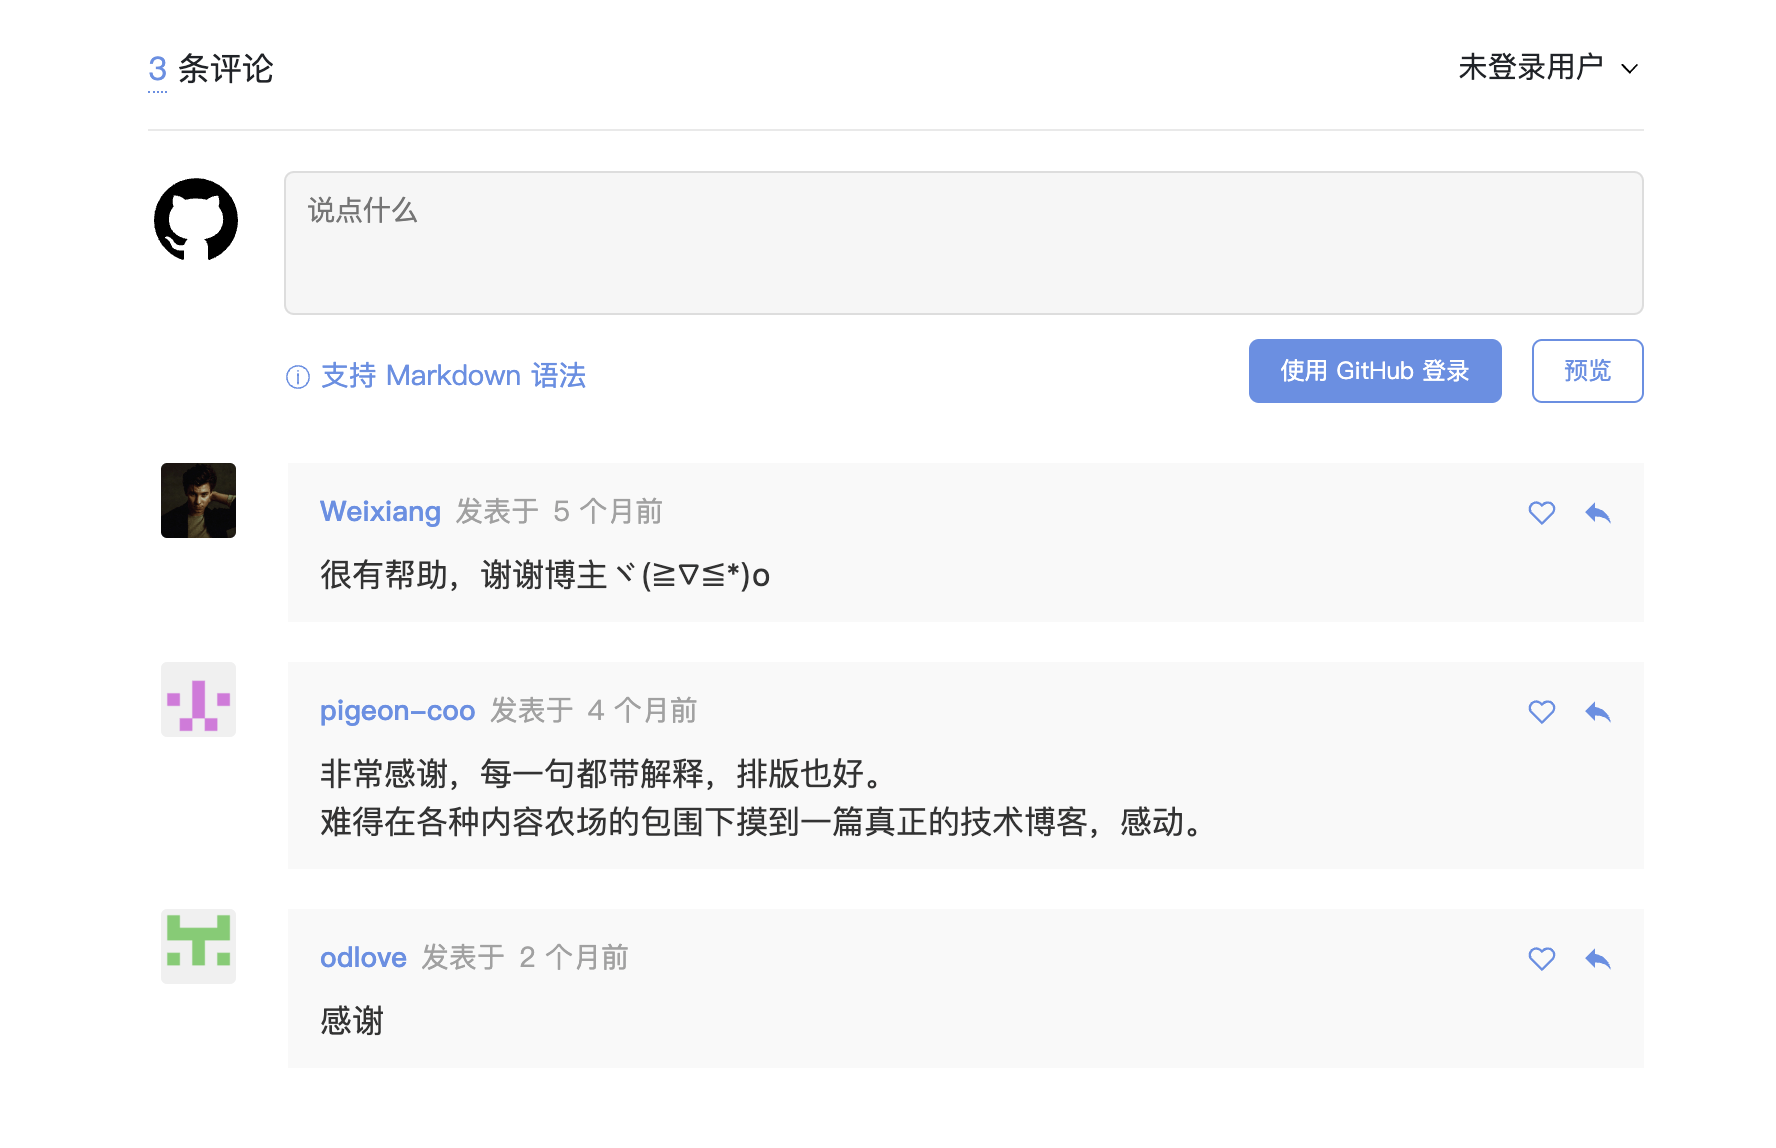 3 条评论
未登录用户
说点什么
支持 Markdown 语法
使用 GitHub 登录
预览
Weixiang 发表于 5 个月前
很有帮助，谢谢博主ヾ(≧∇≦*)o
pigeon-coo 发表于 4 个月前
非常感谢，每一句都带解释，排版也好。
难得在各种内容农场的包围下摸到一篇真正的技术博客，感动。
odlove 发表于 2 个月前
感谢